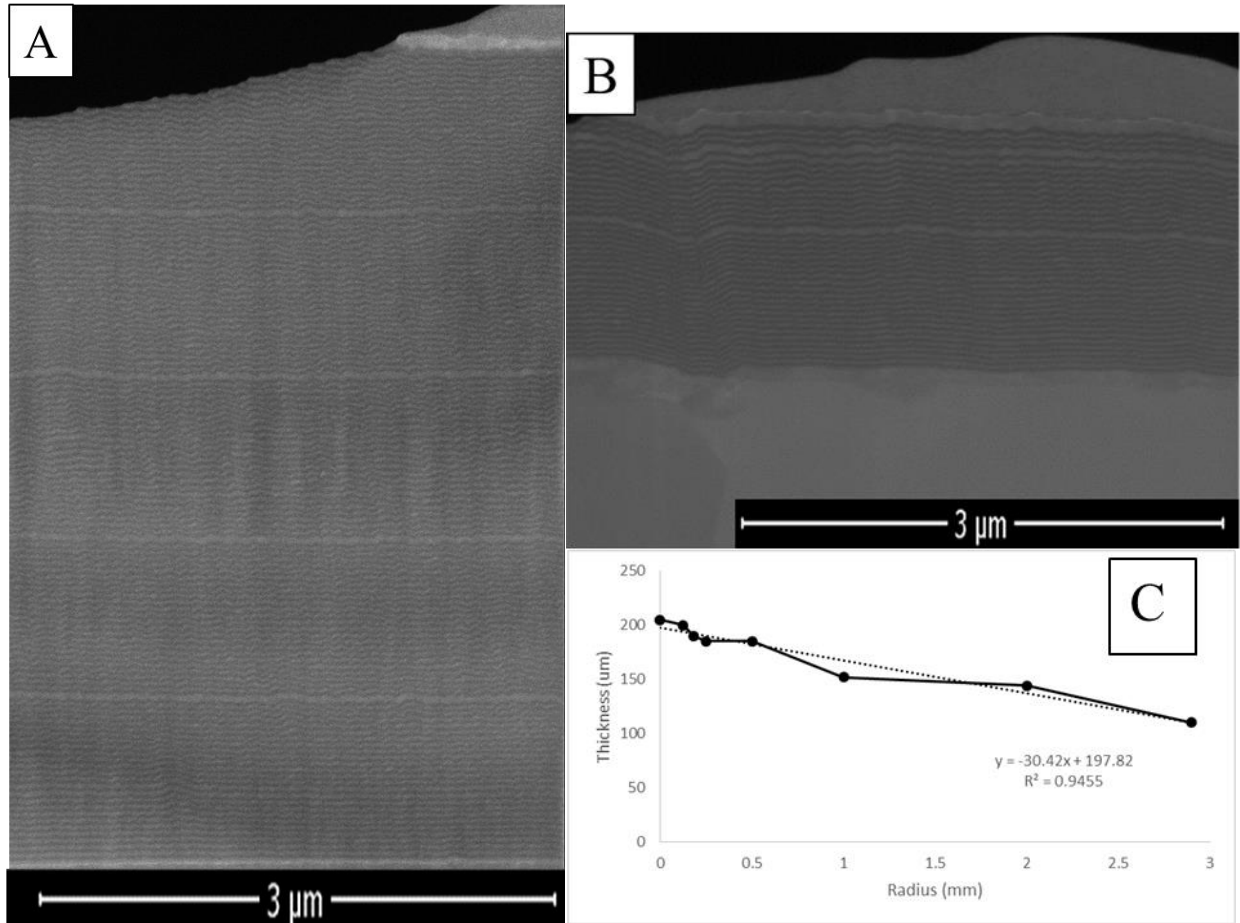 A
3 µm
B
3 µm
C
250
200
150
100
50
0
Thickness (um)
y = -30.42x + 197.82
R² = 0.9455
0 0.5 1 1.5 2 2.5 3
Radius (mm)